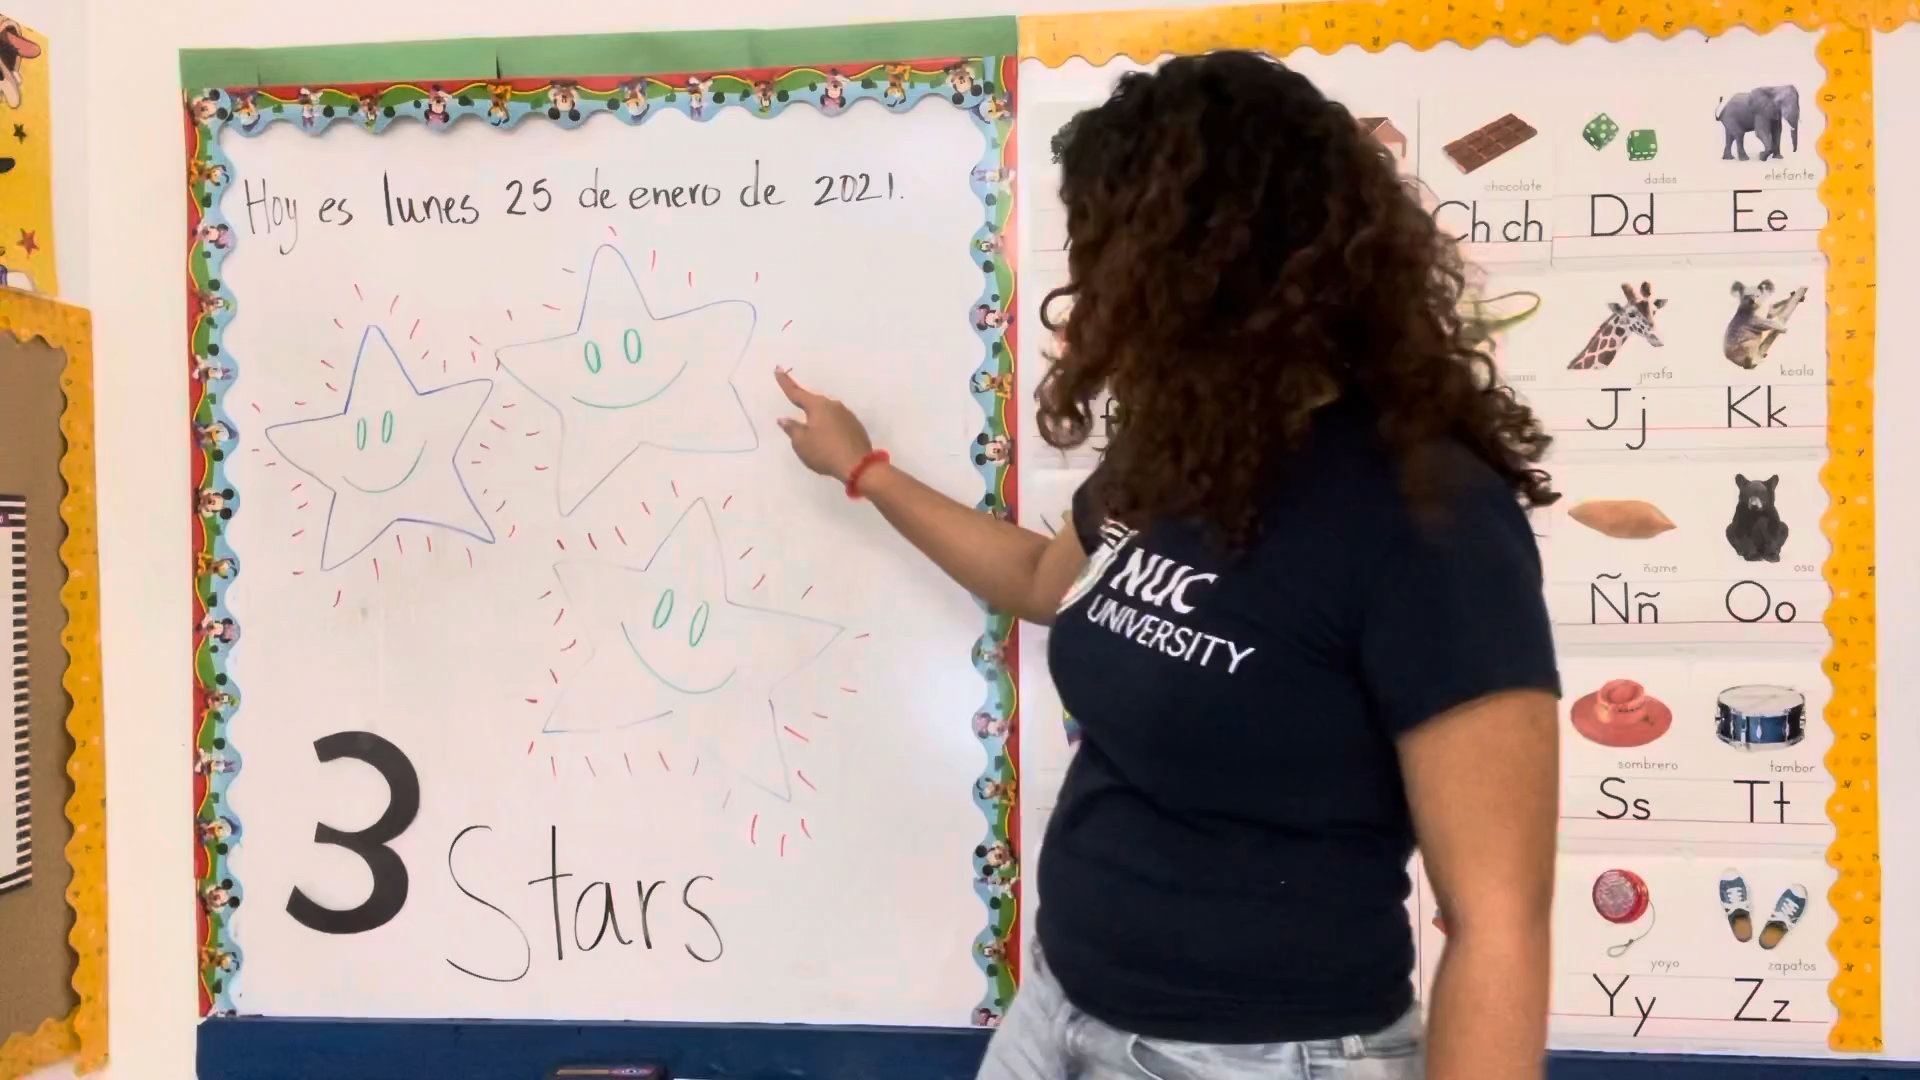 Hoy es lunes 25 de enero de 2021.
3 Stars
NUC
UNIVERSITY
chocolate
Ch ch
dados
Dd
elefante
Ee
jirafa
Jj
koala
Kk
ñame
Ññ
oso
Oo
sombrero
Ss
tambor
Tt
yoyo
Yy
zapatos
Zz